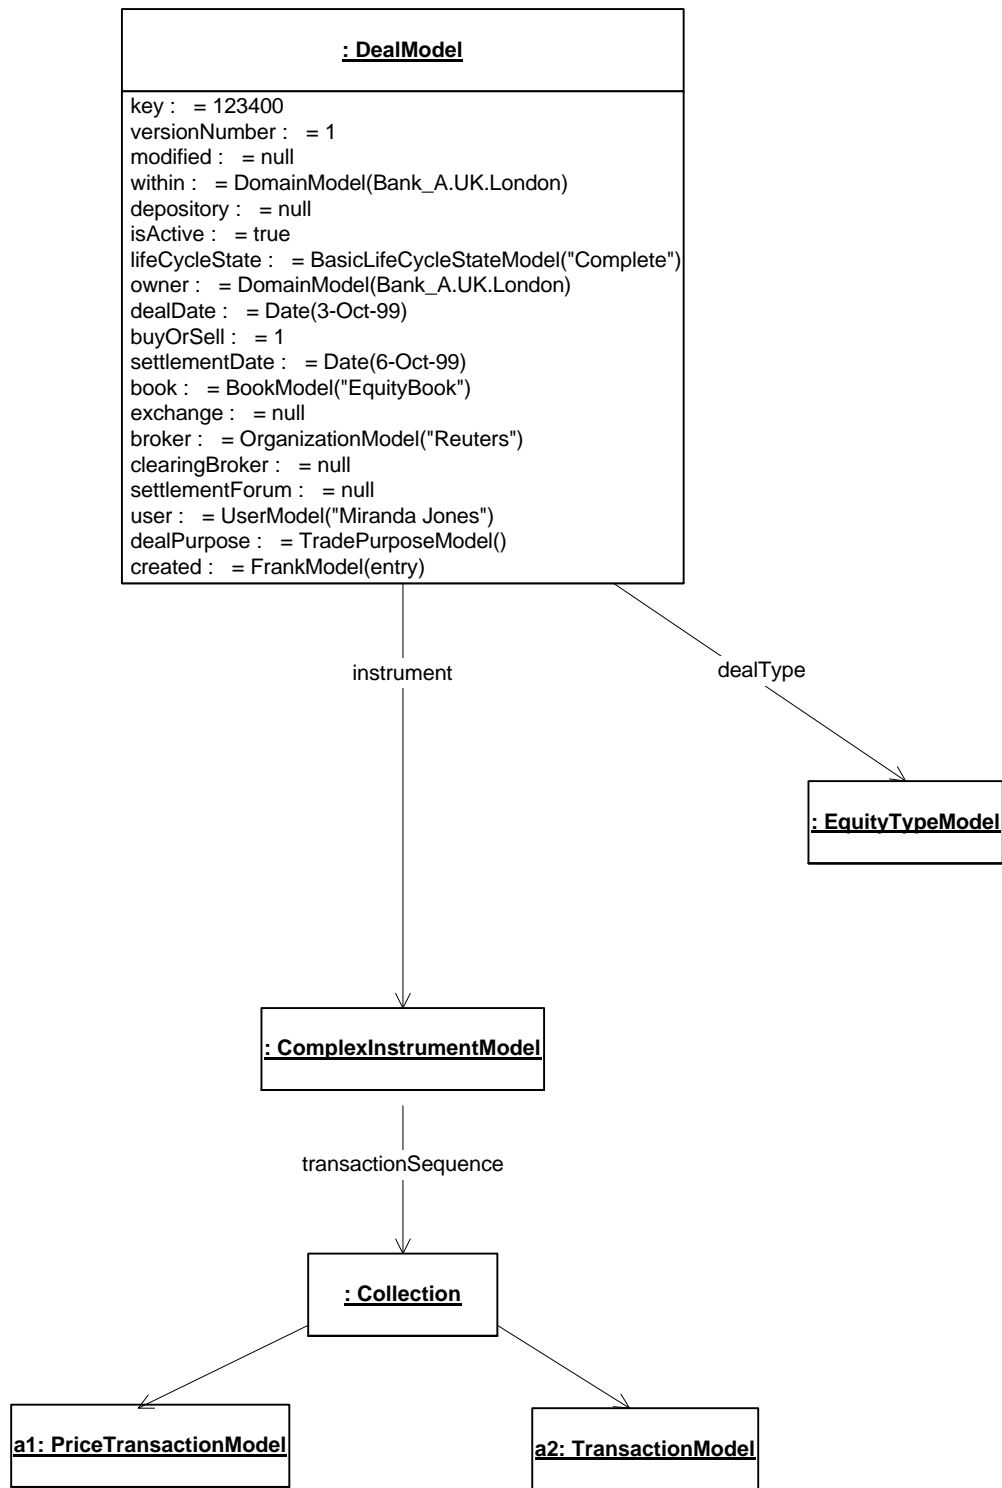 : DealModel
key :   = 123400
versionNumber :   = 1
modified :   = null
within :   = DomainModel(Bank_A.UK.London)
depository :   = null
isActive :   = true
lifeCycleState :   = BasicLifeCycleStateModel("Complete")
owner :   = DomainModel(Bank_A.UK.London)
dealDate :   = Date(3-Oct-99)
buyOrSell :   = 1
settlementDate :   = Date(6-Oct-99)
book :   = BookModel("EquityBook")
exchange :   = null
broker :   = OrganizationModel("Reuters")
clearingBroker :   = null
settlementForum :   = null
user :   = UserModel("Miranda Jones")
dealPurpose :   = TradePurposeModel()
created :   = FrankModel(entry)
instrument
dealType
: EquityTypeModel
: ComplexInstrumentModel
transactionSequence
: Collection
a1: PriceTransactionModel
a2: TransactionModel